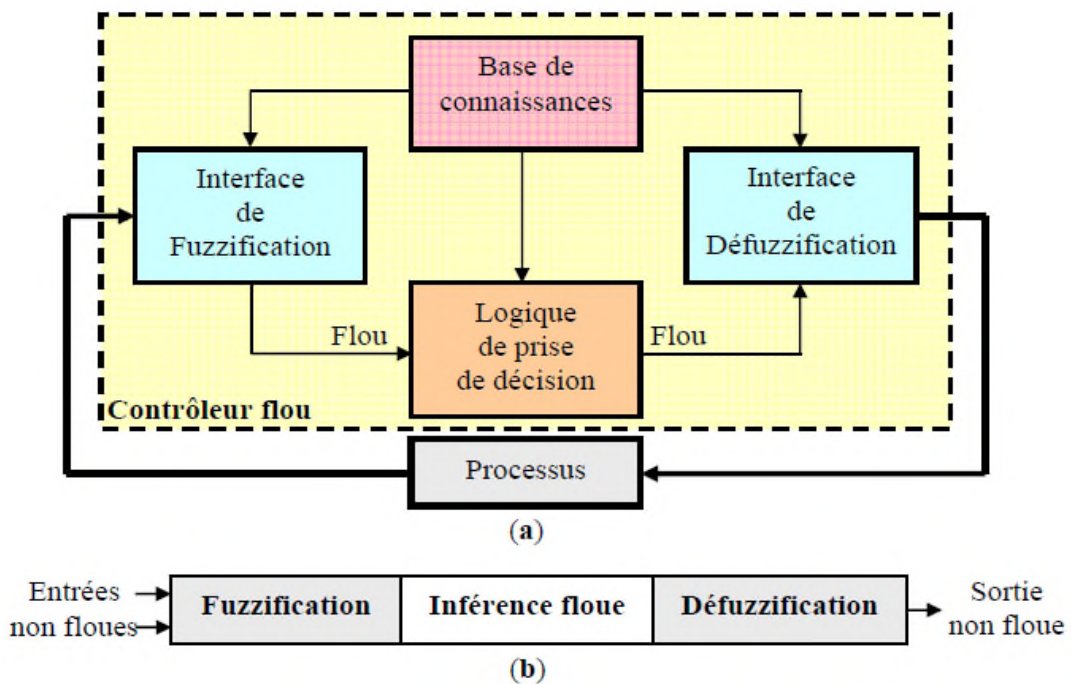 Base de
connaissances
Interface
de
Fuzzification
Interface
de
Défuzzification
Flou
Logique
de prise
de décision
Flou
Contrôleur flou
Processus
(a)
Entrées
non floues
Fuzzification
Inférence floue
Défuzzification
Sortie
non floue
(b)